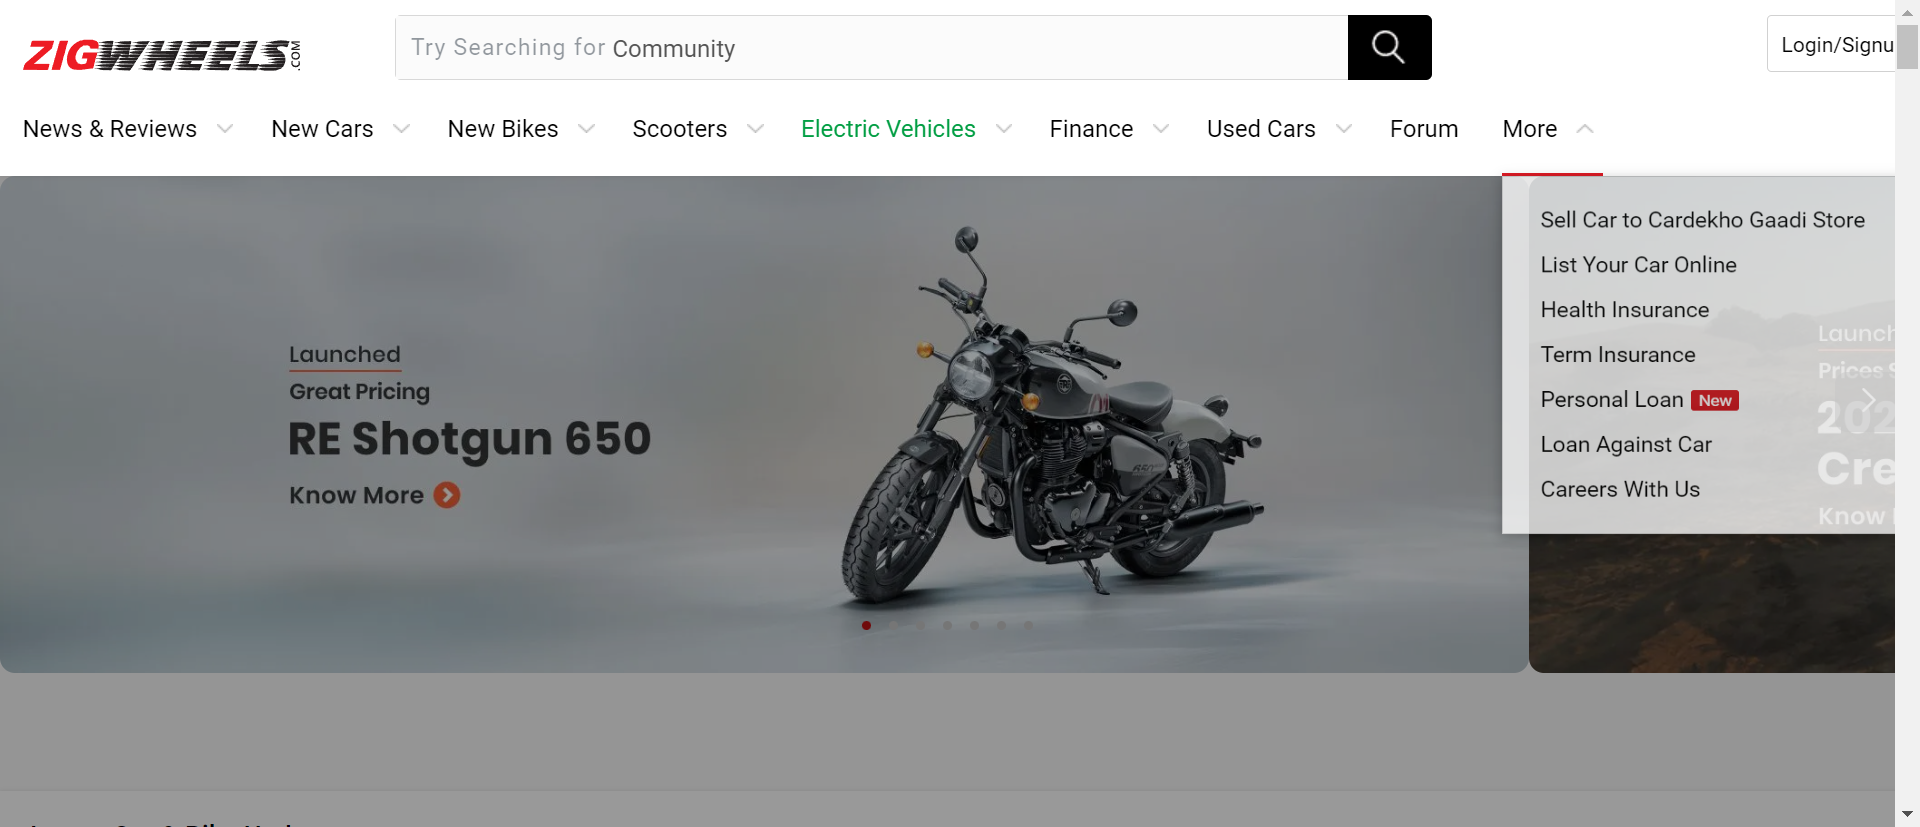 ZIGWHEELS.COM
Try Searching for Community
Login/Signu
News & Reviews
New Cars
New Bikes
Scooters
Electric Vehicles
Finance
Used Cars
Forum
More
Launched
Great Pricing
RE Shotgun 650
Know More
Sell Car to Cardekho Gaadi Store
List Your Car Online
Health Insurance
Term Insurance
Personal Loan New
Loan Against Car
Careers With Us
Launch
Prices S
202
Cre
Know